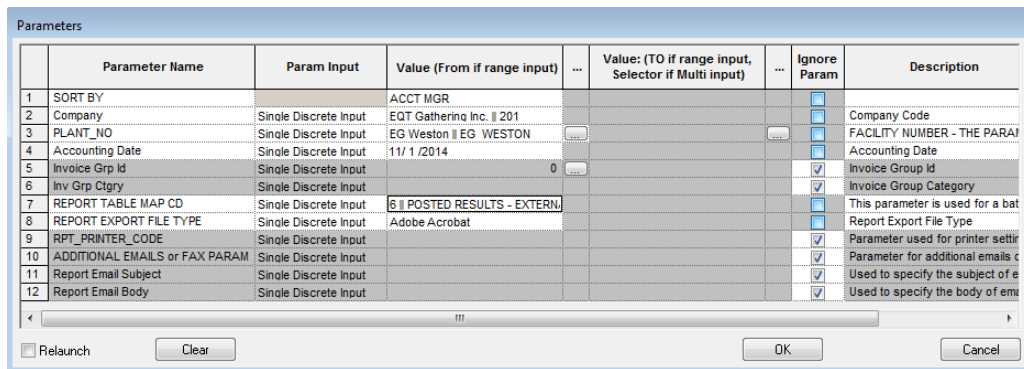 Parameters
Parameter Name Param Input Value (From if range input) ... Value: (TO if range input, Selector if Multi input) ... Ignore Param Description
1 SORT BY ACCT MGR
2 Company Single Discrete Input EQT Gathering Inc. || 201 Company Code
3 PLANT_NO Single Discrete Input EG Weston || EG WESTON ... ... FACILITY NUMBER - THE PARAM
4 Accounting Date Single Discrete Input 11/ 1 /2014 Accounting Date
5 Invoice Grp Id Single Discrete Input 0 ... Invoice Group Id
6 Inv Grp Ctgry Single Discrete Input Invoice Group Category
7 REPORT TABLE MAP CD Single Discrete Input 6 || POSTED RESULTS - EXTERNA This parameter is used for a bat
8 REPORT EXPORT FILE TYPE Single Discrete Input Adobe Acrobat Report Export File Type
9 RPT_PRINTER_CODE Single Discrete Input Parameter used for printer settin
10 ADDITIONAL EMAILS or FAX PARAM Single Discrete Input Parameter for additional emails o
11 Report Email Subject Single Discrete Input Used to specify the subject of e
12 Report Email Body Single Discrete Input Used to specify the body of ema
Relaunch Clear OK Cancel